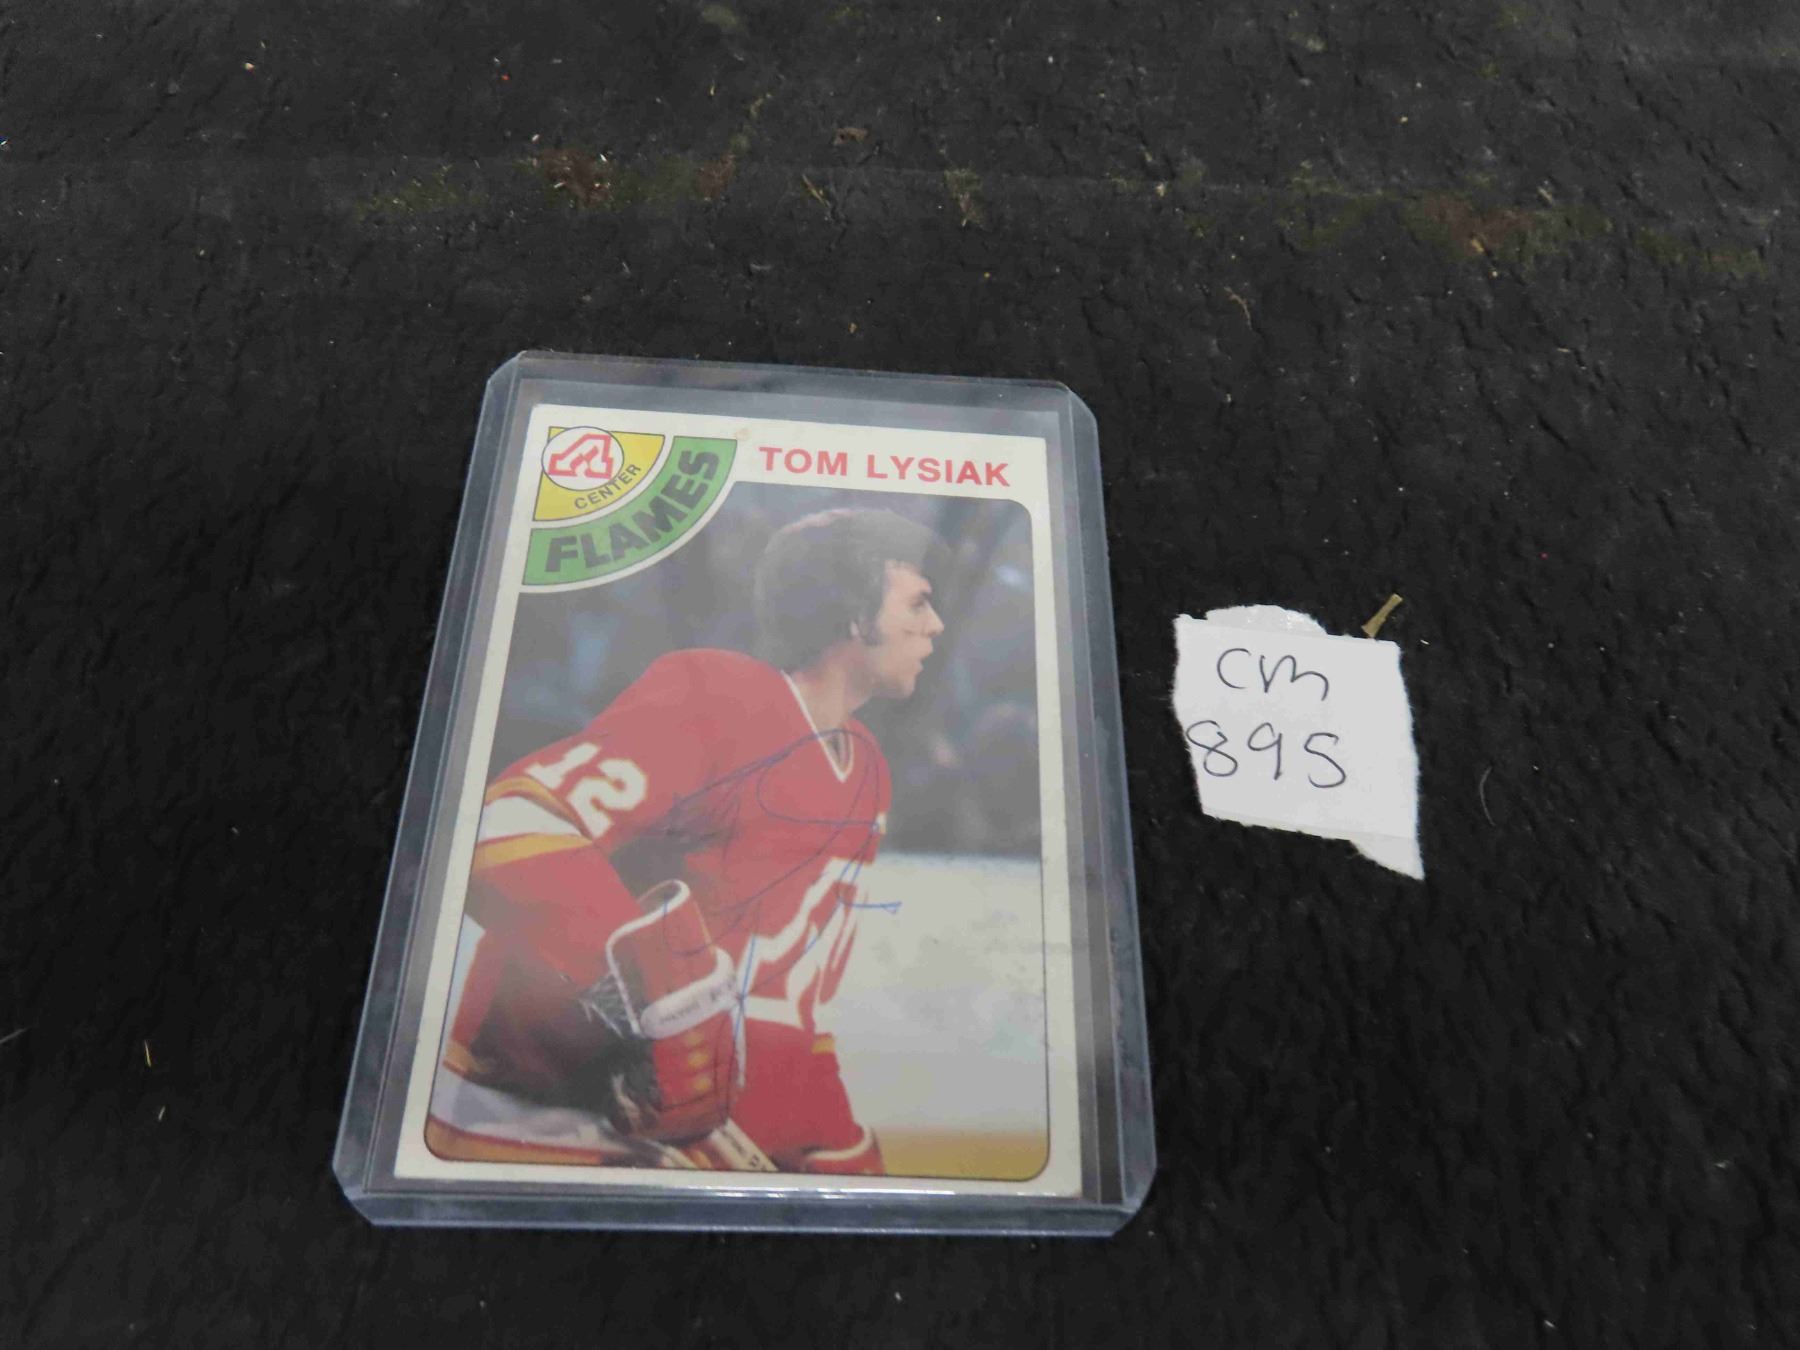 TOM LYSIAK
A
CENTER
FLAMES
12
CM
895